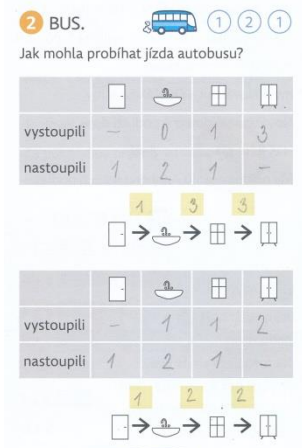 2 BUS. 1 2 1
Jak mohla probíhat jízda autobusu?
vystoupili – 0 1 3
nastoupili 1 2 1 –
1 3 3
vystoupili – 1 1 2
nastoupili 1 2 1 –
1 2 2